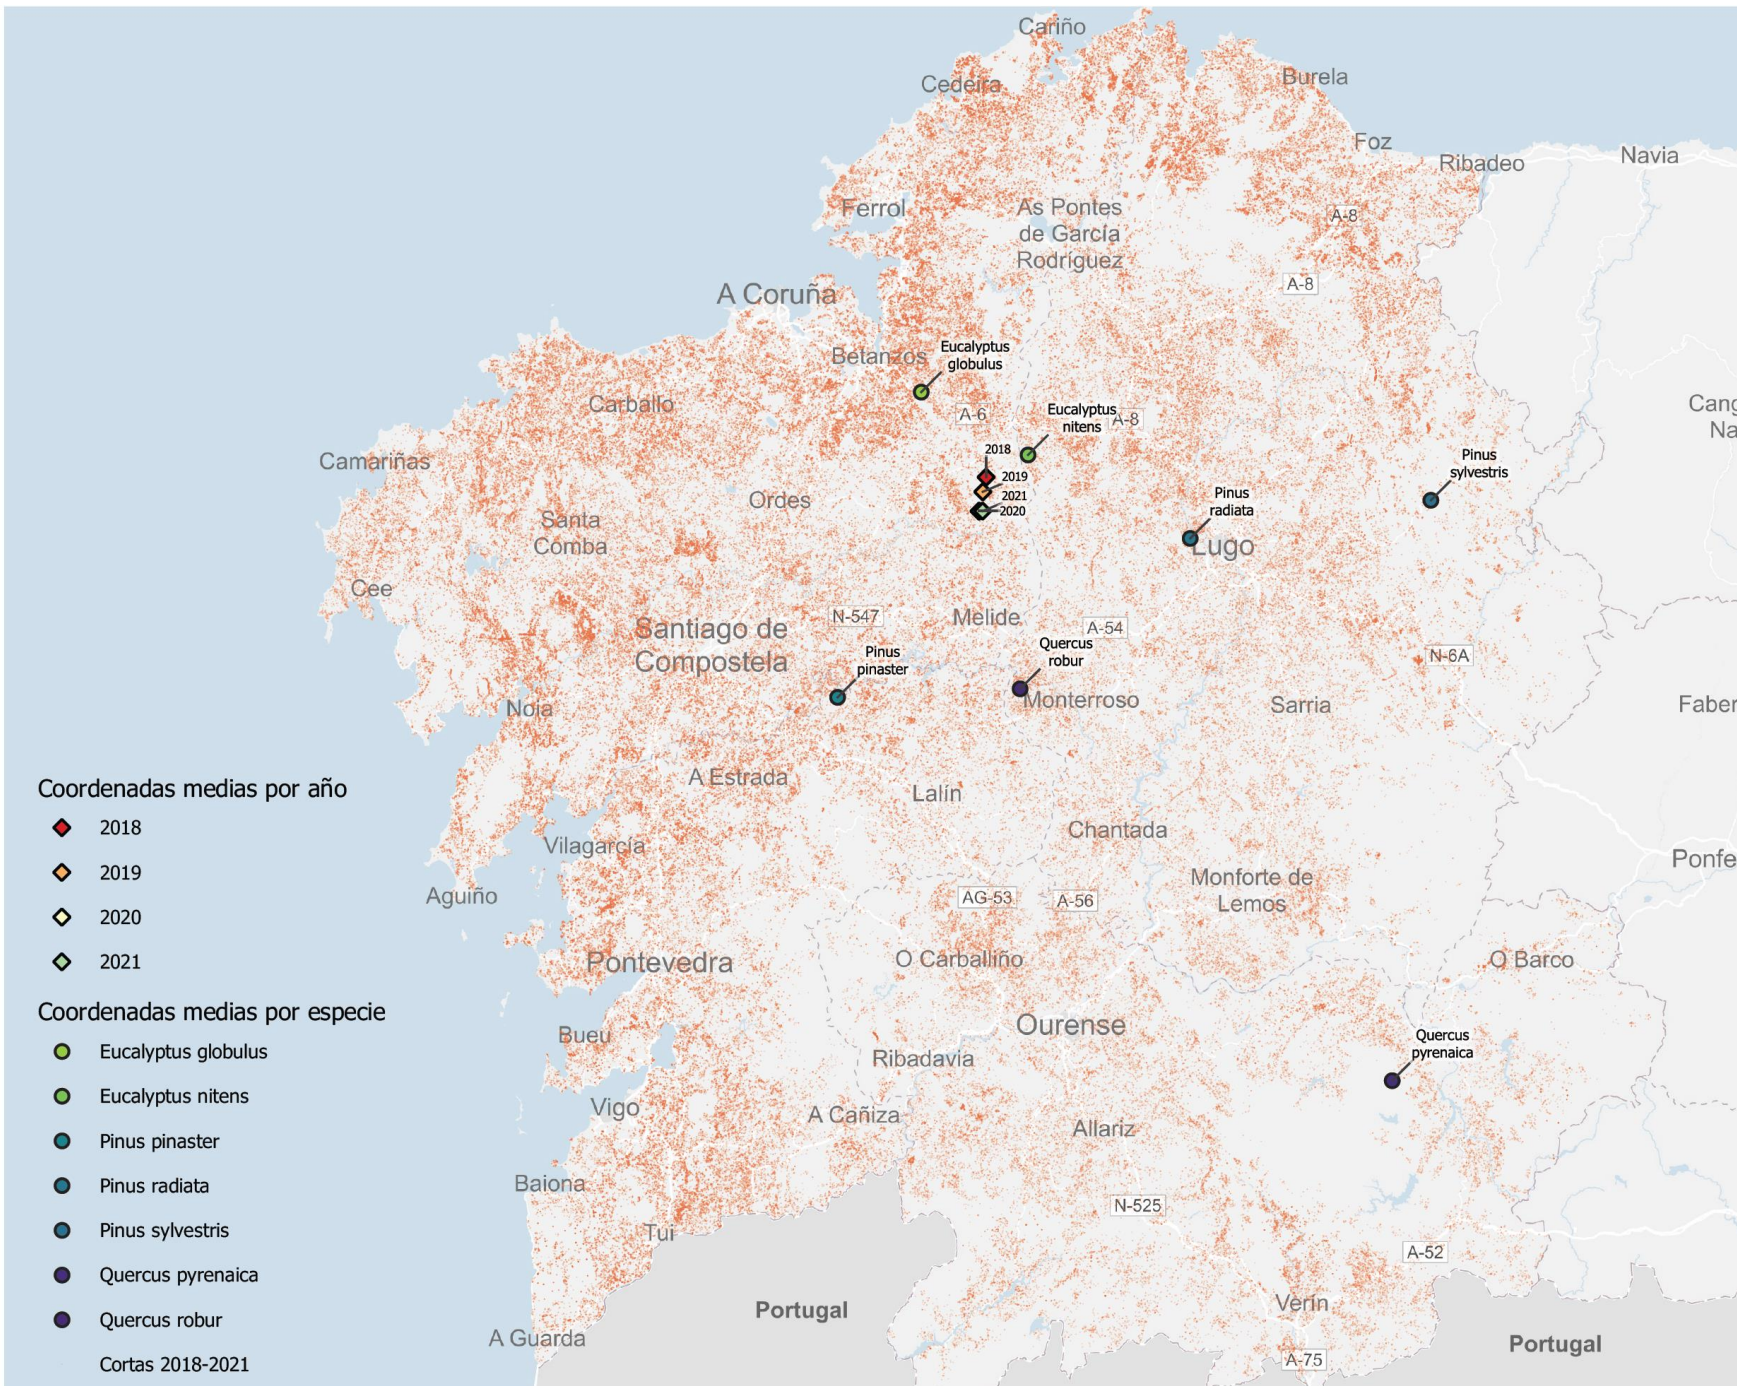 Cariño
Cedeira
Burela
Foz
Ribadeo
Navia
Ferrol
As Pontes
de García
Rodríguez
A-8
A-8
A Coruña
Betanzos
Eucalyptus
globulus
Carballo
A-6
Eucalyptus
nitens
A-8
Cang
Na
Camariñas
2018
2019
2021
2020
Pinus
sylvestris
Ordes
Pinus
radiata
Lugo
Santa
Comba
Cee
N-547
Melide
A-54
Santiago de
Compostela
Pinus
pinaster
Quercus
robur
Monterroso
N-6A
Sarria
Faber
Noia
A Estrada
Lalín
Chantada
Vilagarcía
Ponfe
Aguiño
AG-53
A-56
Monforte de
Lemos
Pontevedra
O Carballiño
O Barco
Bueu
Ourense
Ribadavia
Quercus
pyrenaica
Vigo
A Cañiza
Allariz
Baiona
N-525
Tui
A-52
Verín
Portugal
A Guarda
Portugal
A-75
Coordenadas medias por año
2018
2019
2020
2021
Coordenadas medias por especie
Eucalyptus globulus
Eucalyptus nitens
Pinus pinaster
Pinus radiata
Pinus sylvestris
Quercus pyrenaica
Quercus robur
Cortas 2018-2021